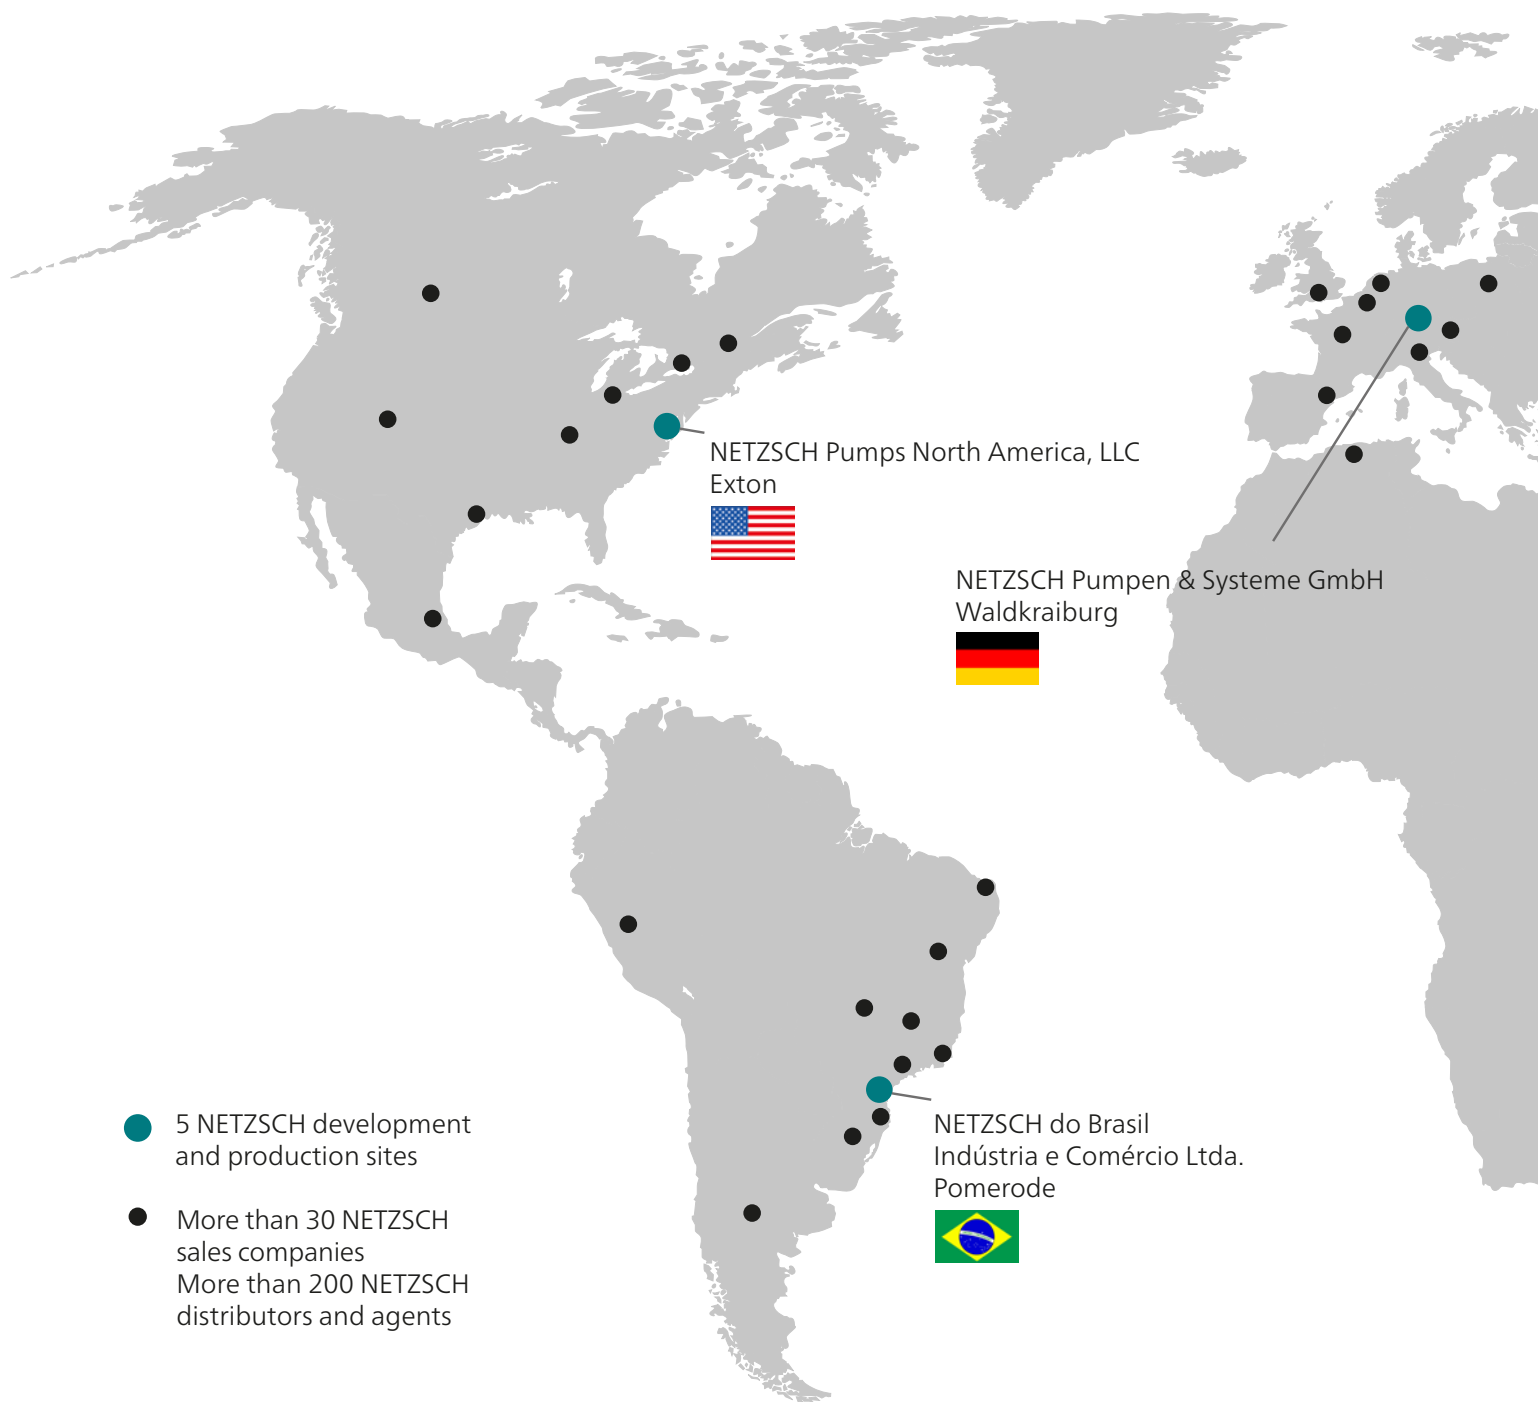 NETZSCH Pumps North America, LLC
Exton
NETZSCH Pumpen & Systeme GmbH
Waldkraiburg
5 NETZSCH development
and production sites
More than 30 NETZSCH
sales companies
More than 200 NETZSCH
distributors and agents
NETZSCH do Brasil
Indústria e Comércio Ltda.
Pomerode